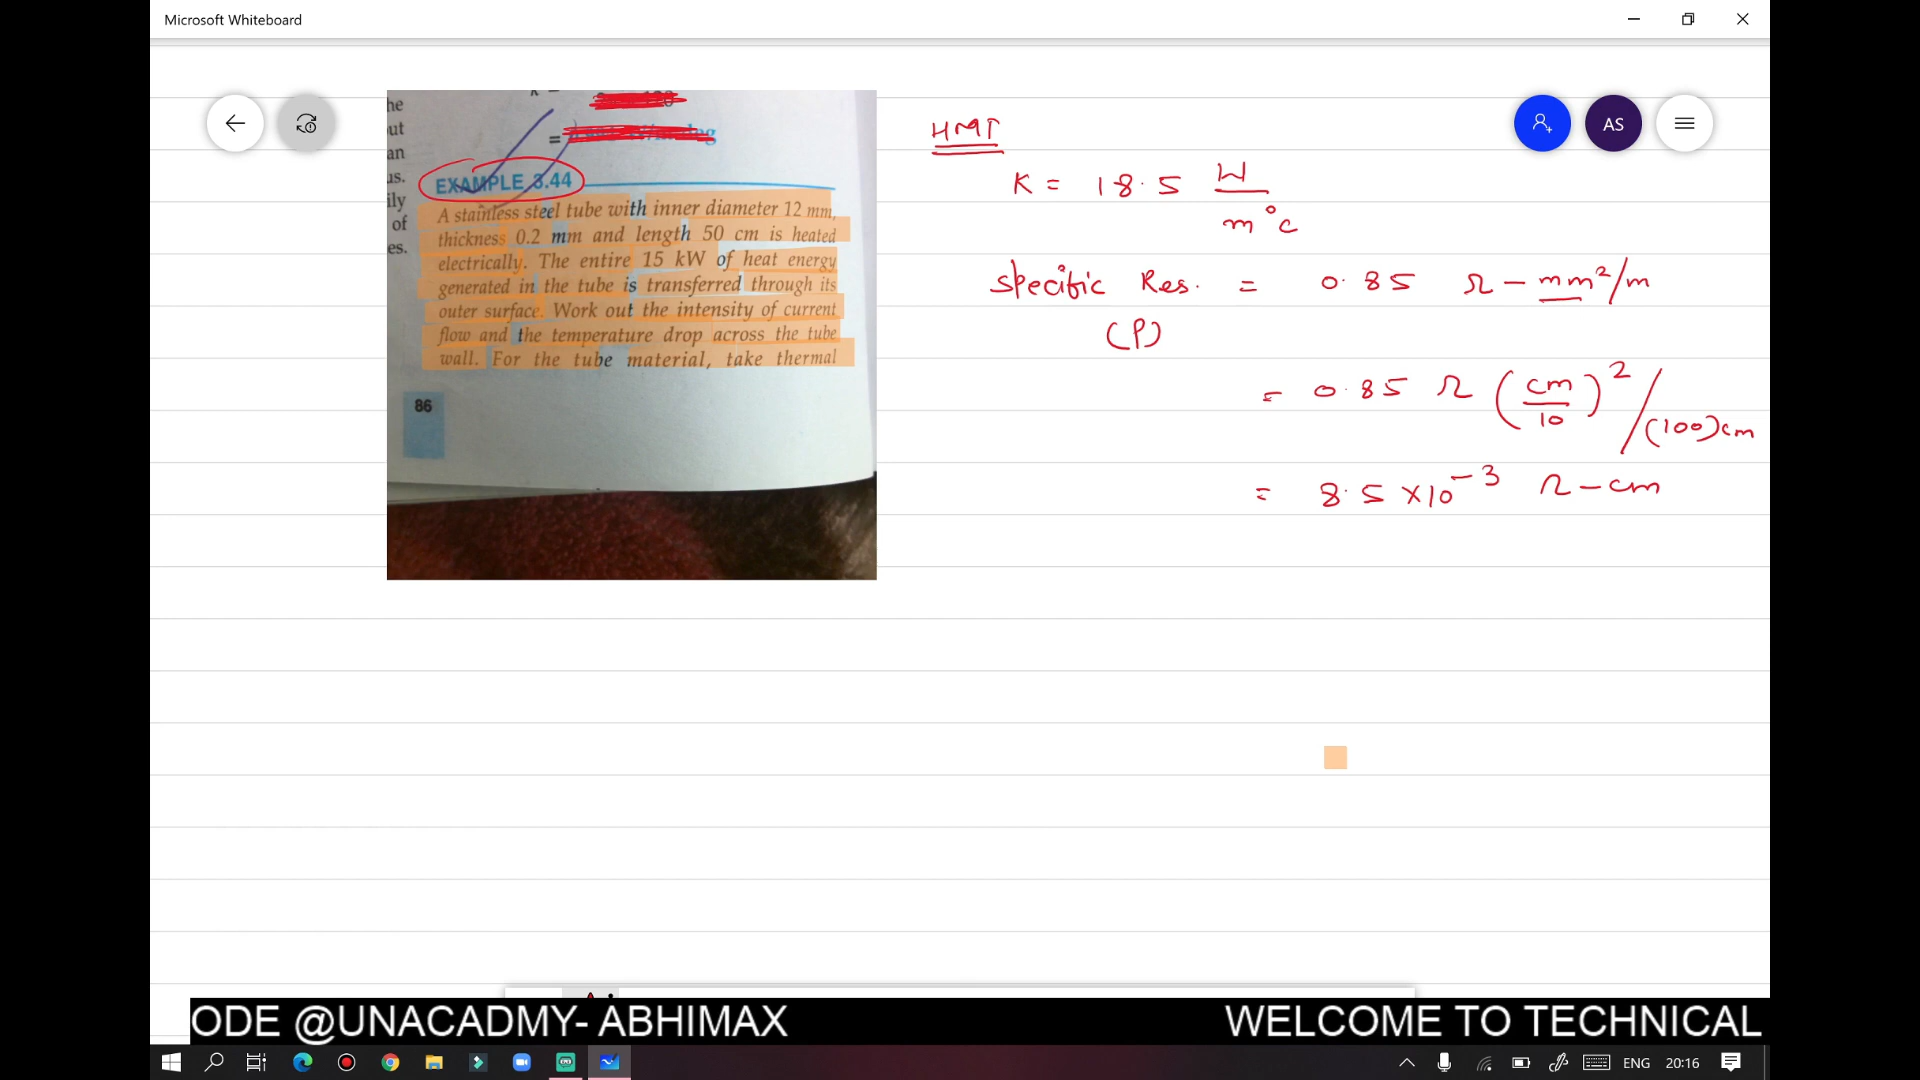 Microsoft Whiteboard
he
ut
an
us.
ily
of
es.
=
EXAMPLE 3.44
A stainless steel tube with inner diameter 12 mm,
thickness 0.2 mm and length 50 cm is heated
electrically. The entire 15 kW of heat energy
generated in the tube is transferred through its
outer surface. Work out the intensity of current
flow and the temperature drop across the tube
wall. For the tube material, take thermal
86
HMT
K = 18.5 W / m°c
Specific Res. = 0.85 Ω - mm²/m
(ρ)
= 0.85 Ω (cm/10)² / (100)cm
= 8.5 × 10⁻³ Ω - cm
AS
ODE @UNACADMY- ABHIMAX WELCOME TO TECHNICAL
ENG 20:16